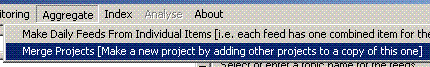 itoring Aggregate Index Analyse About
Make Daily Feeds From Individual Items [i.e. each feed has one combined item for the
Merge Projects [Make a new project by adding other projects to a copy of this one]
Select or enter a topic name for the feeds